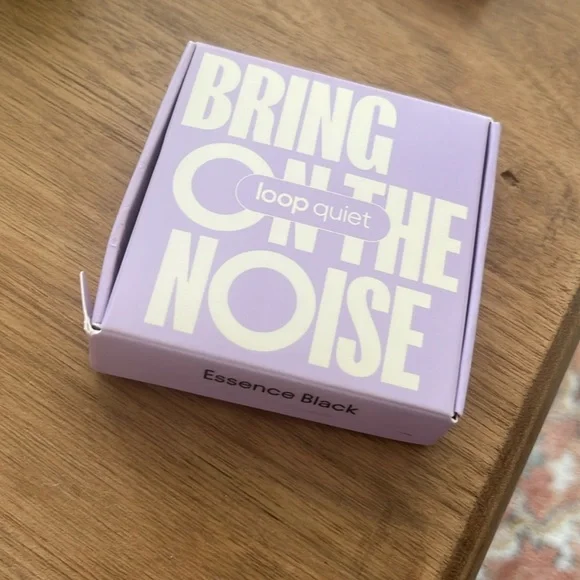 BRING
ON THE
loop quiet
NOISE
Essence Black